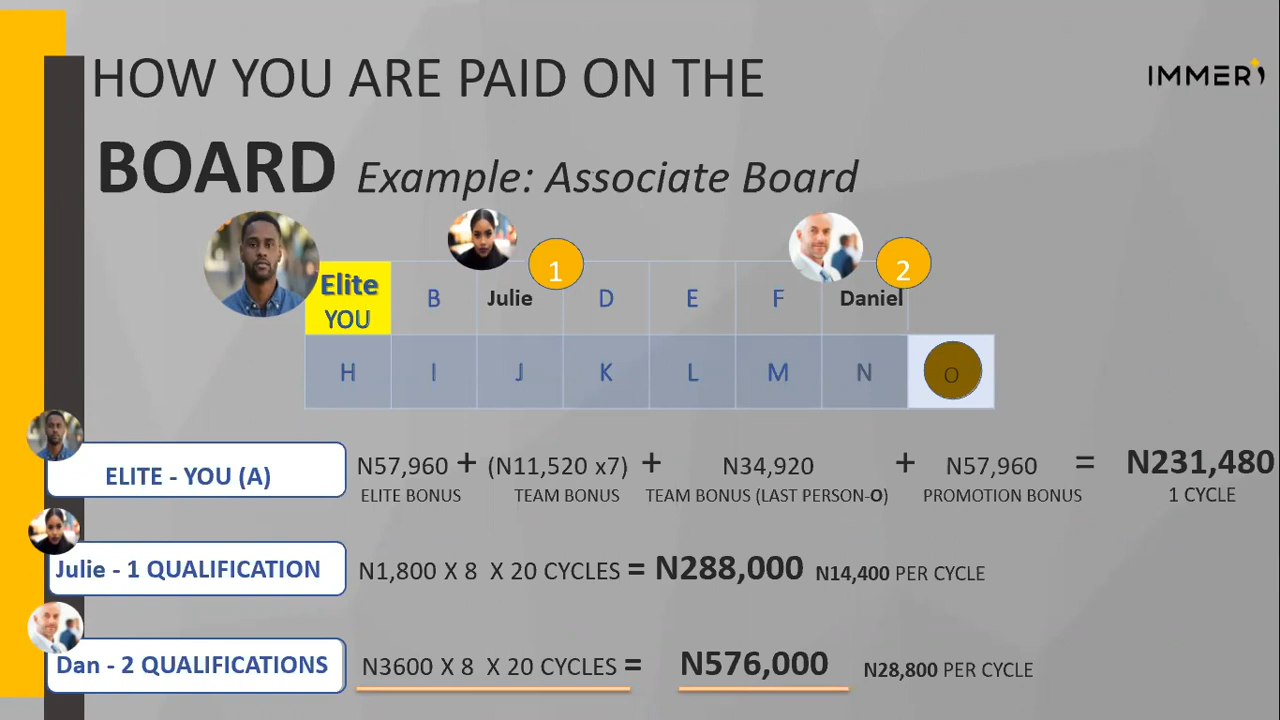 HOW YOU ARE PAID ON THE
IMMER
BOARD Example: Associate Board
1
2
Elite
YOU
B
Julie
D
E
F
Daniel
H
I
J
K
L
M
N
O
ELITE - YOU (A)
N57,960 + (N11,520 x7) + N34,920 + N57,960 = N231,480
ELITE BONUS TEAM BONUS TEAM BONUS (LAST PERSON-O) PROMOTION BONUS 1 CYCLE
Julie - 1 QUALIFICATION N1,800 X 8 X 20 CYCLES = N288,000 N14,400 PER CYCLE
Dan - 2 QUALIFICATIONS N3600 X 8 X 20 CYCLES = N576,000 N28,800 PER CYCLE